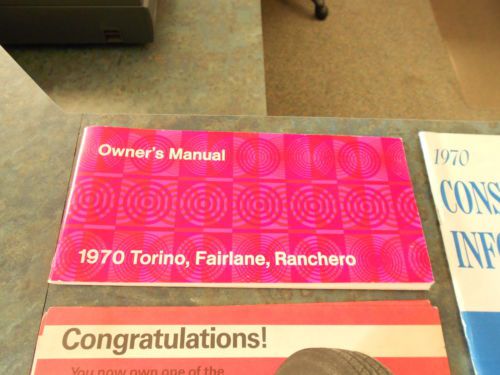 Owner's Manual
1970 Torino, Fairlane, Ranchero
1970
CONS
INFO
Congratulations!
You now own one of the